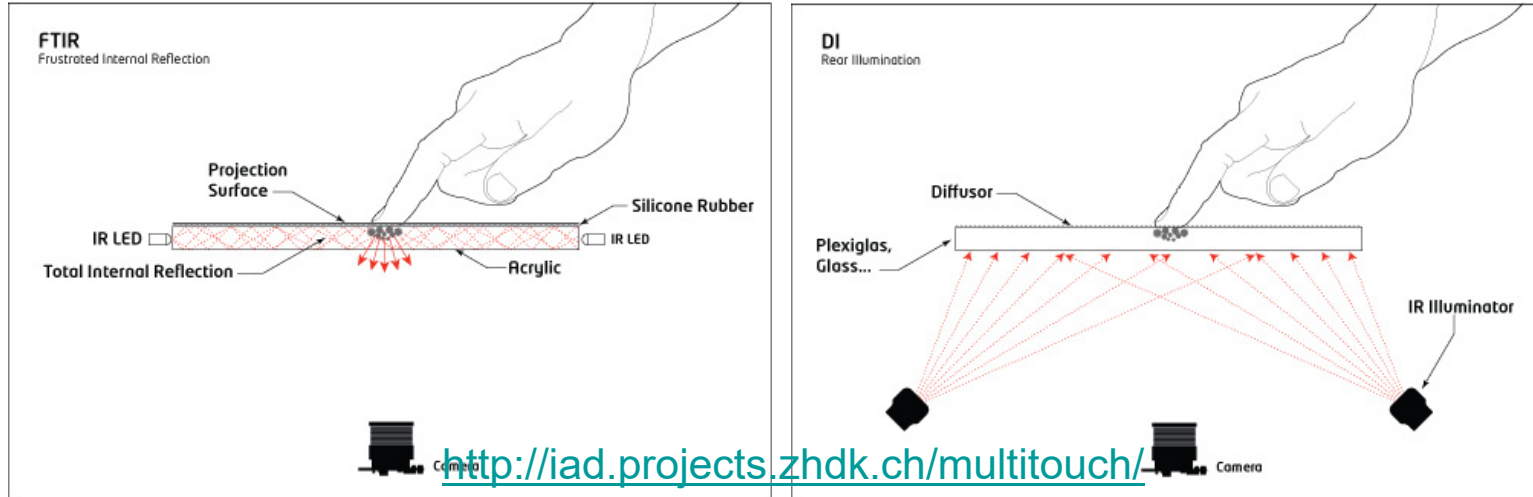 FTIR
Frustrated Internal Reflection
Projection
Surface
Silicone Rubber
IR LED
IR LED
Total Internal Reflection
Acrylic
Camera
DI
Rear Illumination
Diffusor
Plexiglas,
Glass...
IR Illuminator
Camera
http://iad.projects.zhdk.ch/multitouch/